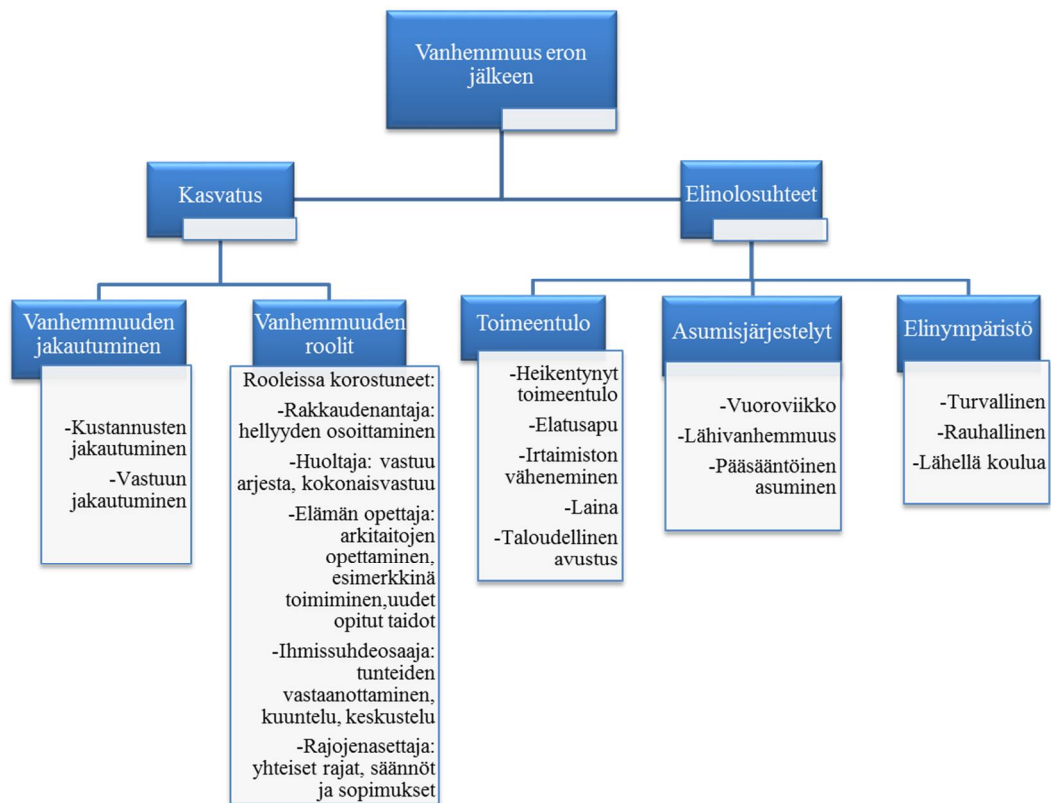 Vanhemmuus eron
jälkeen
Kasvatus
Elinolosuhteet
Vanhemmuuden
jakautuminen
-Kustannusten
jakautuminen
-Vastuun
jakautuminen
Vanhemmuuden
roolit
Rooleissa korostuneet:
-Rakkaudenantaja:
hellyyden osoittaminen
-Huoltaja: vastuu
arjesta, kokonaisvastuu
-Elämän opettaja:
arkitaitojen
opettaminen,
esimerkkinä
toimiminen,uudet
opitut taidot
-Ihmissuhdeosaaja:
tunteiden
vastaanottaminen,
kuuntelu, keskustelu
-Rajojenasettaja:
yhteiset rajat, säännöt
ja sopimukset
Toimeentulo
-Heikentynyt
toimeentulo
-Elatusapu
-Irtaimiston
väheneminen
-Laina
-Taloudellinen
avustus
Asumisjärjestelyt
-Vuoroviikko
-Lähivanhemmuus
-Pääsääntöinen
asuminen
Elinympäristö
-Turvallinen
-Rauhallinen
-Lähellä koulua